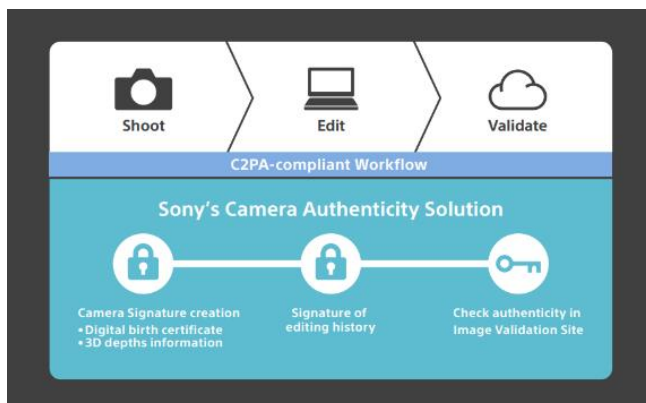 Shoot
Edit
Validate
C2PA-compliant Workflow
Sony's Camera Authenticity Solution
Camera Signature creation
▪Digital birth certificate
▪3D depths information
Signature of
editing history
Check authenticity in
Image Validation Site